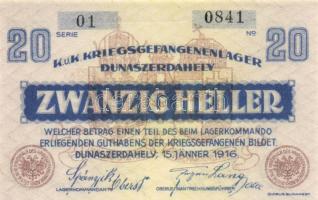 01 0841
20 SERIE Nº 20
K.u.K. KRIEGSGEFANGENENLAGER
DUNASZERDAHELY
ZWANZIG HELLER
WELCHER BETRAG EINEN TEIL DES BEIM LAGERKOMMANDO
ERLIEGENDEN GUTHABENS DER KRIEGSGEFANGENEN BILDET.
DUNASZERDAHELY, 15. JÄNNER 1916.
Oberst
LAGERKOMMANDANT: